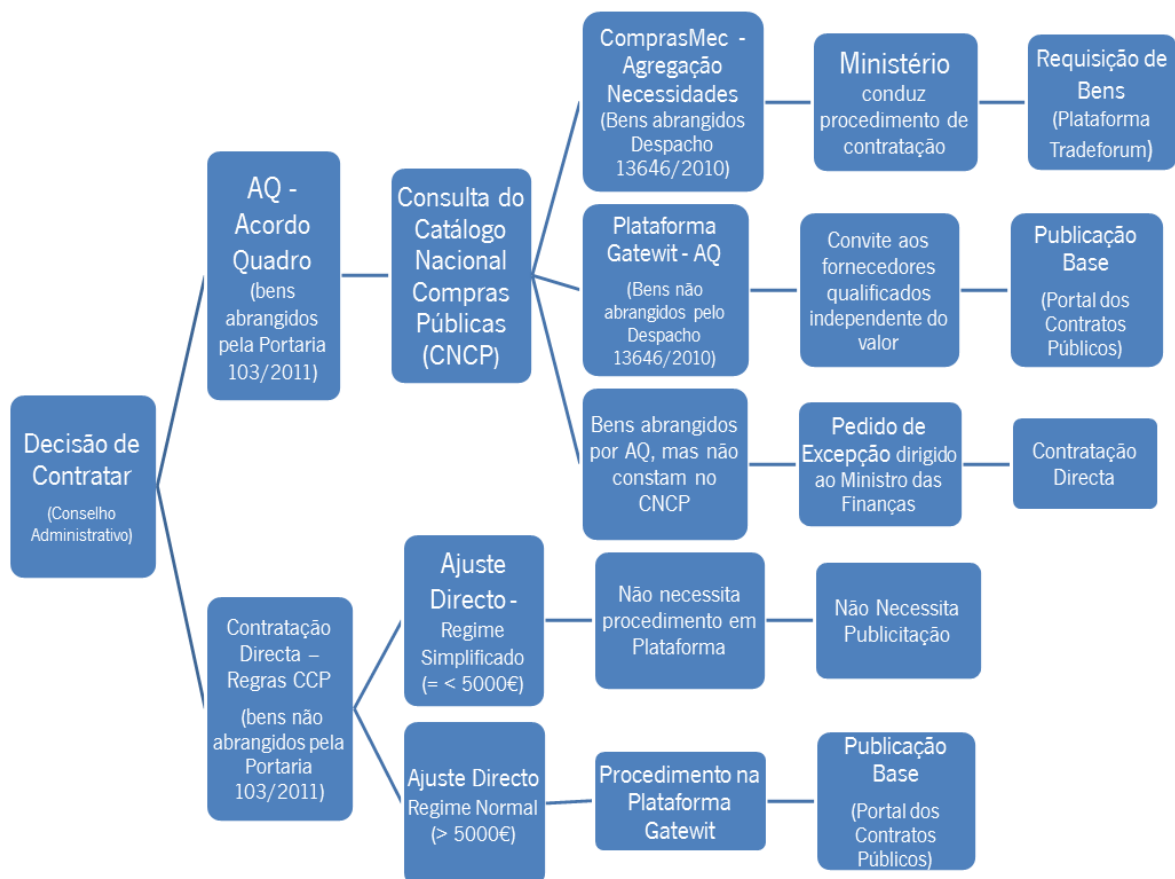 Decisão de
Contratar
(Conselho
Administrativo)
AQ -
Acordo
Quadro
(bens
abrangidos
pela Portaria
103/2011)
Consulta do
Catálogo
Nacional
Compras
Públicas
(CNCP)
ComprasMec -
Agregação
Necessidades
(Bens abrangidos
Despacho
13646/2010)
Ministério
conduz
procedimento de
contratação
Requisição de
Bens
(Plataforma
Tradeforum)
Plataforma
Gatewit - AQ
(Bens não
abrangidos pelo
Despacho
13646/2010)
Convite aos
fornecedores
qualificados
independente do
valor
Publicação
Base
(Portal dos
Contratos
Públicos)
Bens abrangidos
por AQ, mas não
constam no
CNCP
Pedido de
Excepção dirigido
ao Ministro das
Finanças
Contratação
Directa
Contratação
Directa –
Regras CCP
(bens não
abrangidos pela
Portaria
103/2011)
Ajuste
Directo -
Regime
Simplificado
(= < 5000€)
Não necessita
procedimento em
Plataforma
Não Necessita
Publicitação
Ajuste Directo
Regime Normal
(> 5000€)
Procedimento na
Plataforma
Gatewit
Publicação
Base
(Portal dos
Contratos
Públicos)